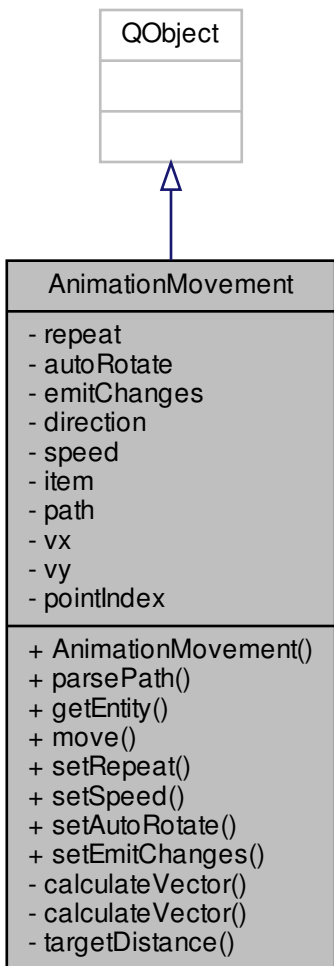 QObject
AnimationMovement
- repeat
- autoRotate
- emitChanges
- direction
- speed
- item
- path
- vx
- vy
- pointIndex
+ AnimationMovement()
+ parsePath()
+ getEntity()
+ move()
+ setRepeat()
+ setSpeed()
+ setAutoRotate()
+ setEmitChanges()
- calculateVector()
- calculateVector()
- targetDistance()